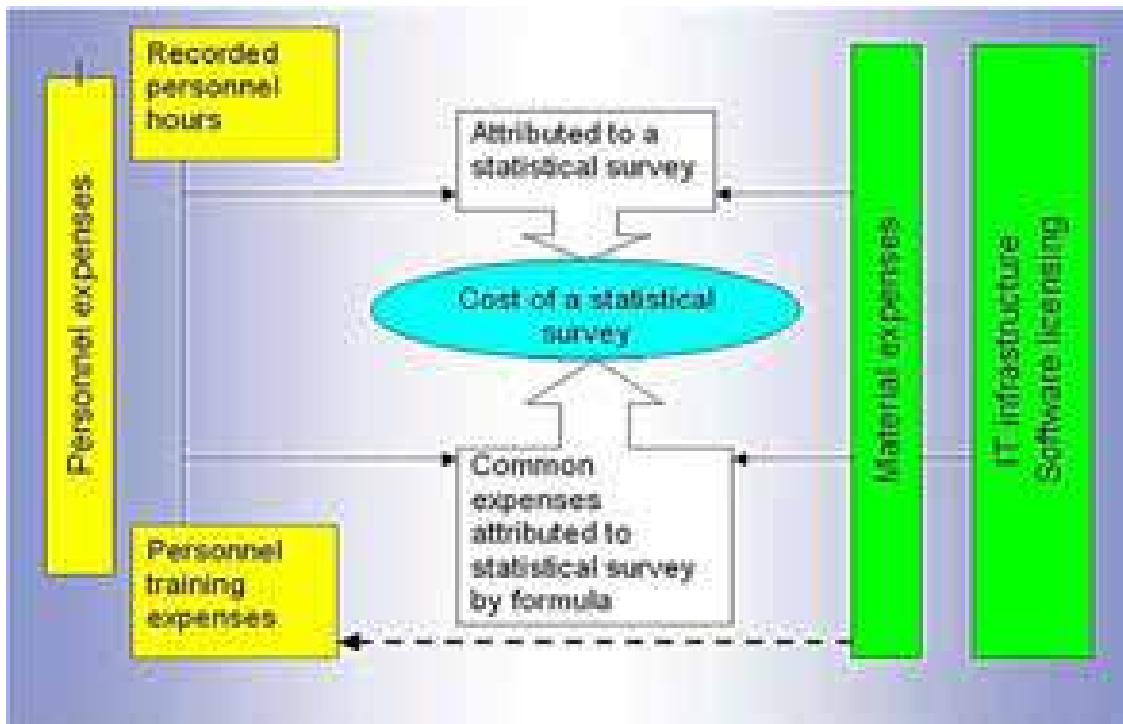 Personnel expenses
Recorded
personnel
hours
Attributed to a
statistical survey
Cost of a statistical
survey
Common
expenses
attributed to
statistical survey
by formula
Personnel
training
expenses
Material expenses
IT infrastructure
Software licensing